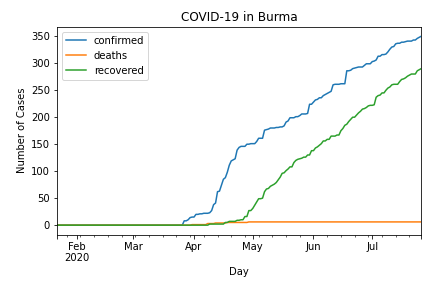 COVID-19 in Burma
confirmed
deaths
recovered
Number of Cases
350
300
250
200
150
100
50
0
Feb Mar Apr May Jun Jul
2020
Day